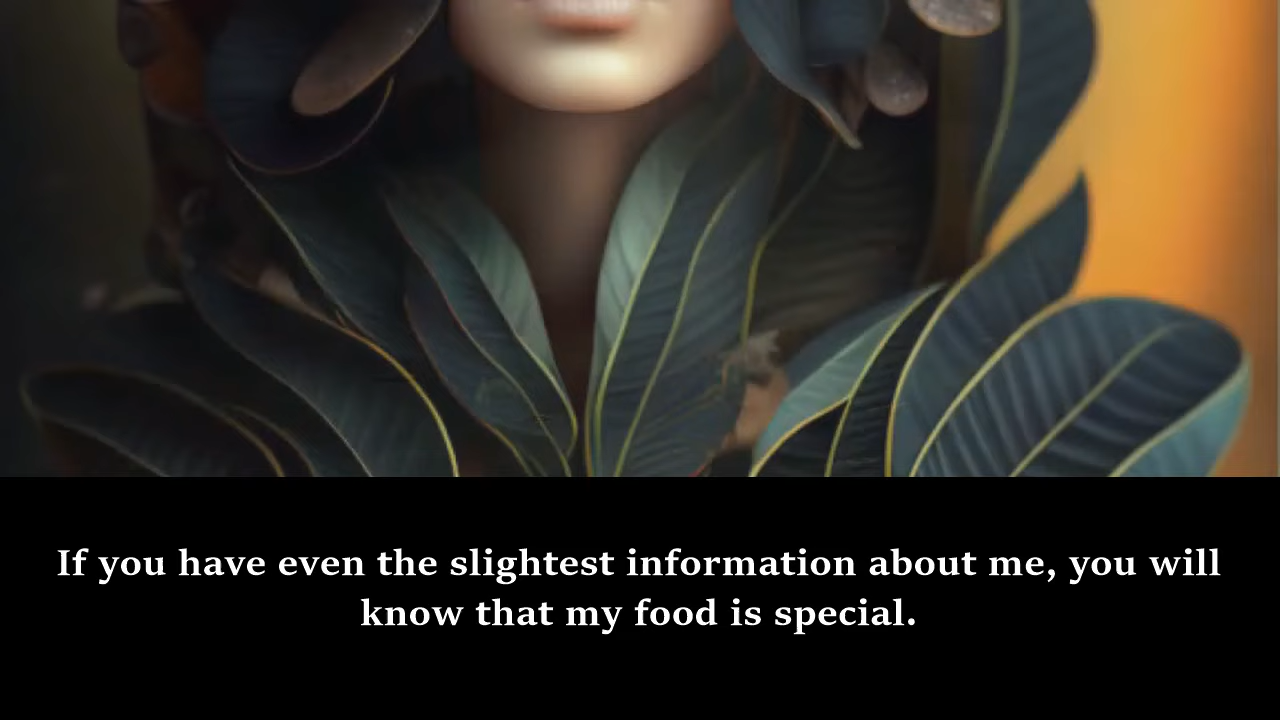 If you have even the slightest information about me, you will
know that my food is special.